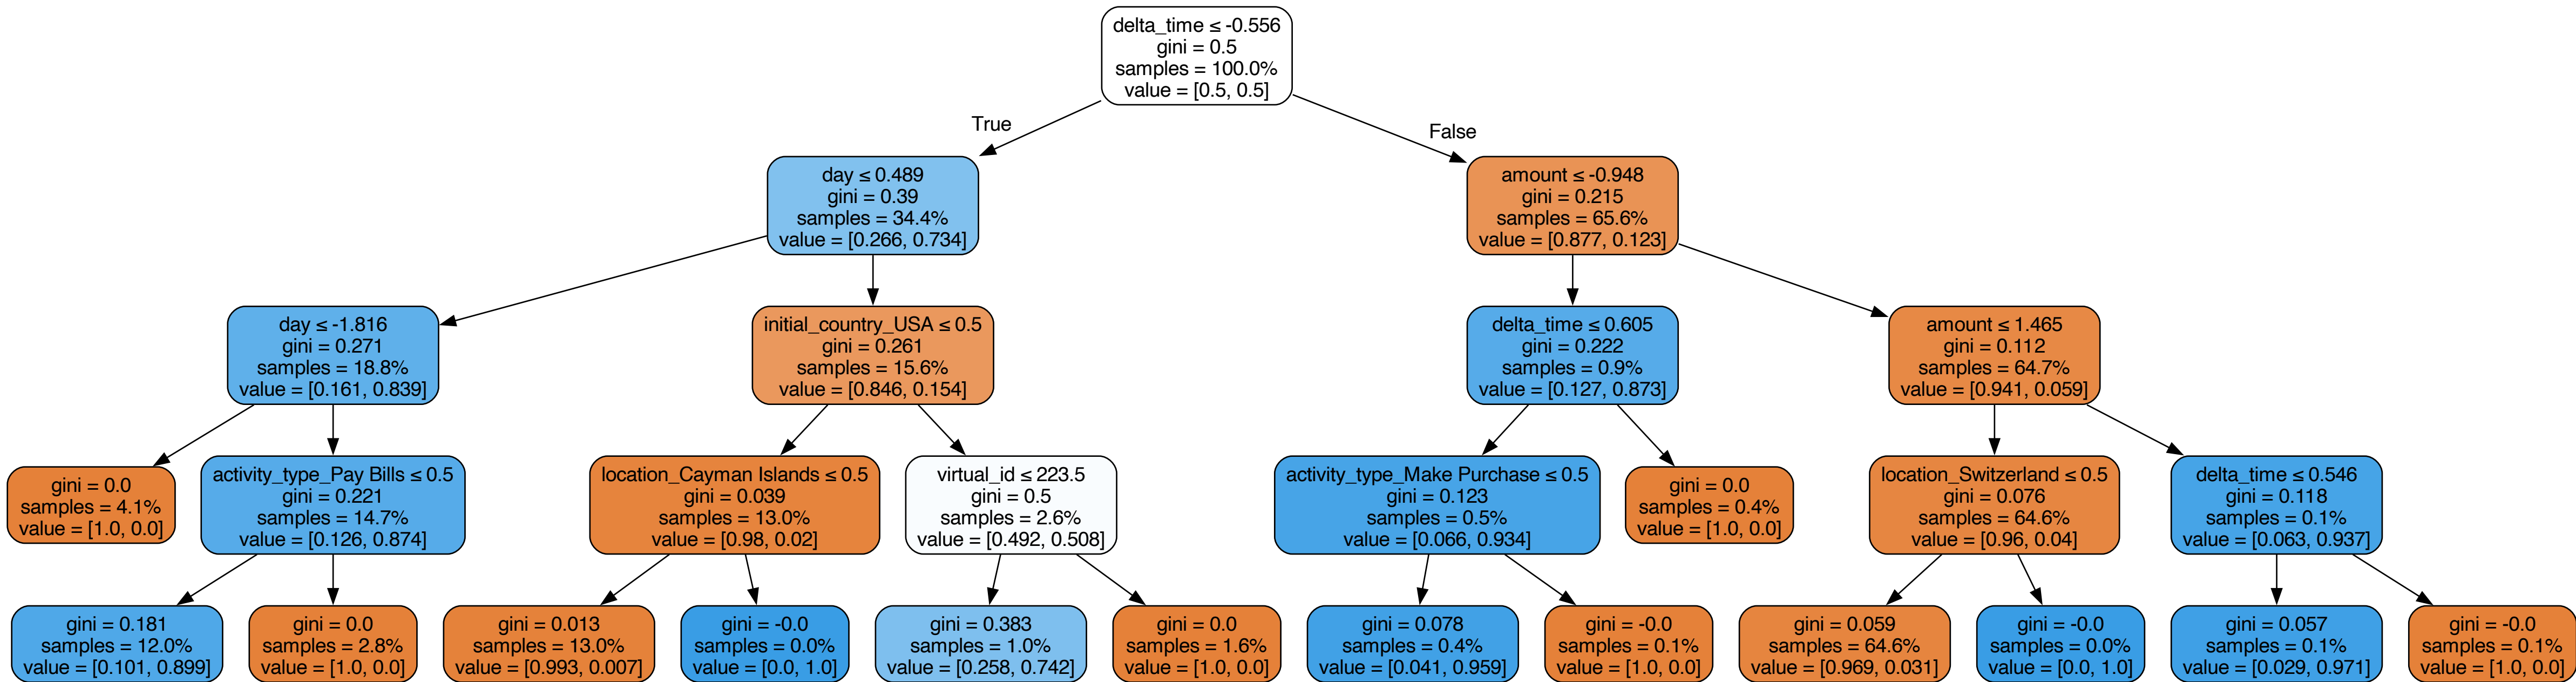 delta_time ≤ -0.556
gini = 0.5
samples = 100.0%
value = [0.5, 0.5]
True
False
day ≤ 0.489
gini = 0.39
samples = 34.4%
value = [0.266, 0.734]
amount ≤ -0.948
gini = 0.215
samples = 65.6%
value = [0.877, 0.123]
day ≤ -1.816
gini = 0.271
samples = 18.8%
value = [0.161, 0.839]
initial_country_USA ≤ 0.5
gini = 0.261
samples = 15.6%
value = [0.846, 0.154]
delta_time ≤ 0.605
gini = 0.222
samples = 0.9%
value = [0.127, 0.873]
amount ≤ 1.465
gini = 0.112
samples = 64.7%
value = [0.941, 0.059]
gini = 0.0
samples = 4.1%
value = [1.0, 0.0]
activity_type_Pay Bills ≤ 0.5
gini = 0.221
samples = 14.7%
value = [0.126, 0.874]
location_Cayman Islands ≤ 0.5
gini = 0.039
samples = 13.0%
value = [0.98, 0.02]
virtual_id ≤ 223.5
gini = 0.5
samples = 2.6%
value = [0.492, 0.508]
activity_type_Make Purchase ≤ 0.5
gini = 0.123
samples = 0.5%
value = [0.066, 0.934]
gini = 0.0
samples = 0.4%
value = [1.0, 0.0]
location_Switzerland ≤ 0.5
gini = 0.076
samples = 64.6%
value = [0.96, 0.04]
delta_time ≤ 0.546
gini = 0.118
samples = 0.1%
value = [0.063, 0.937]
gini = 0.181
samples = 12.0%
value = [0.101, 0.899]
gini = 0.0
samples = 2.8%
value = [1.0, 0.0]
gini = 0.013
samples = 13.0%
value = [0.993, 0.007]
gini = -0.0
samples = 0.0%
value = [0.0, 1.0]
gini = 0.383
samples = 1.0%
value = [0.258, 0.742]
gini = 0.0
samples = 1.6%
value = [1.0, 0.0]
gini = 0.078
samples = 0.4%
value = [0.041, 0.959]
gini = -0.0
samples = 0.1%
value = [1.0, 0.0]
gini = 0.059
samples = 64.6%
value = [0.969, 0.031]
gini = -0.0
samples = 0.0%
value = [0.0, 1.0]
gini = 0.057
samples = 0.1%
value = [0.029, 0.971]
gini = -0.0
samples = 0.1%
value = [1.0, 0.0]